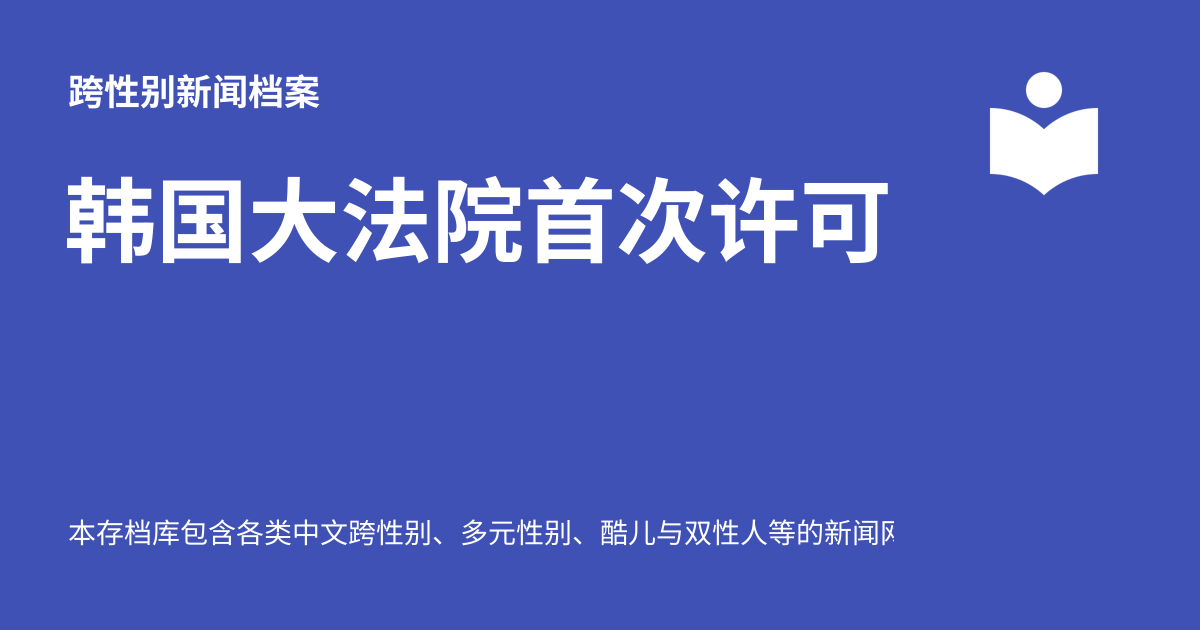 跨性别新闻档案
韩国大法院首次许可
本存档库包含各类中文跨性别、多元性别、酷儿与双性人等的新闻